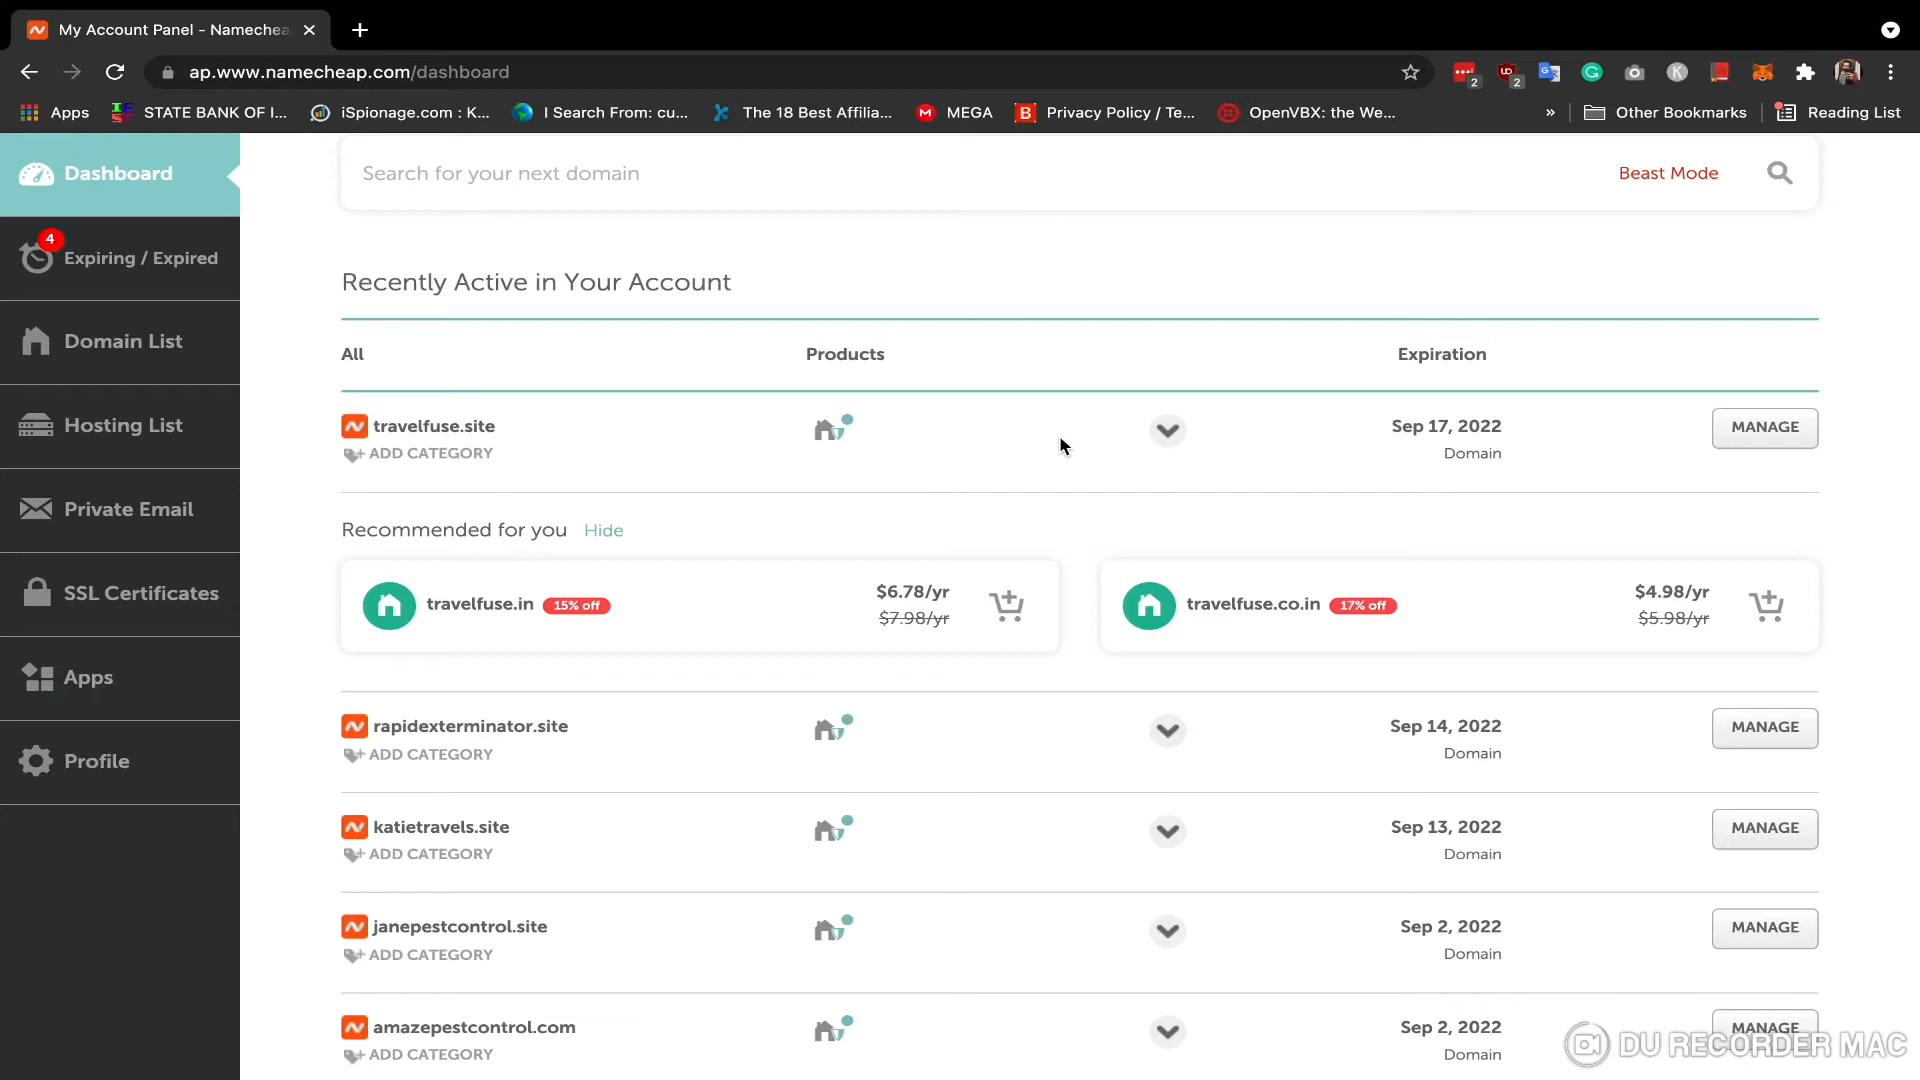 My Account Panel - Namechea
ap.www.namecheap.com/dashboard
2
2
Apps
STATE BANK OF I...
iSpionage.com : K...
I Search From: cu...
The 18 Best Affilia...
MEGA
Privacy Policy / Te...
OpenVBX: the We...
»
Other Bookmarks
Reading List
Dashboard
4
Expiring / Expired
Domain List
Hosting List
Private Email
SSL Certificates
Apps
Profile
Search for your next domain
Beast Mode
Recently Active in Your Account
All Products Expiration
travelfuse.site Sep 17, 2022 MANAGE
ADD CATEGORY Domain
Recommended for you Hide
travelfuse.in 15% off $6.78/yr
$7.98/yr
travelfuse.co.in 17% off $4.98/yr
$5.98/yr
rapidexterminator.site Sep 14, 2022 MANAGE
ADD CATEGORY Domain
katietravels.site Sep 13, 2022 MANAGE
ADD CATEGORY Domain
janepestcontrol.site Sep 2, 2022 MANAGE
ADD CATEGORY Domain
amazepestcontrol.com Sep 2, 2022 MANAGE
ADD CATEGORY Domain
DU RECORDER MAC